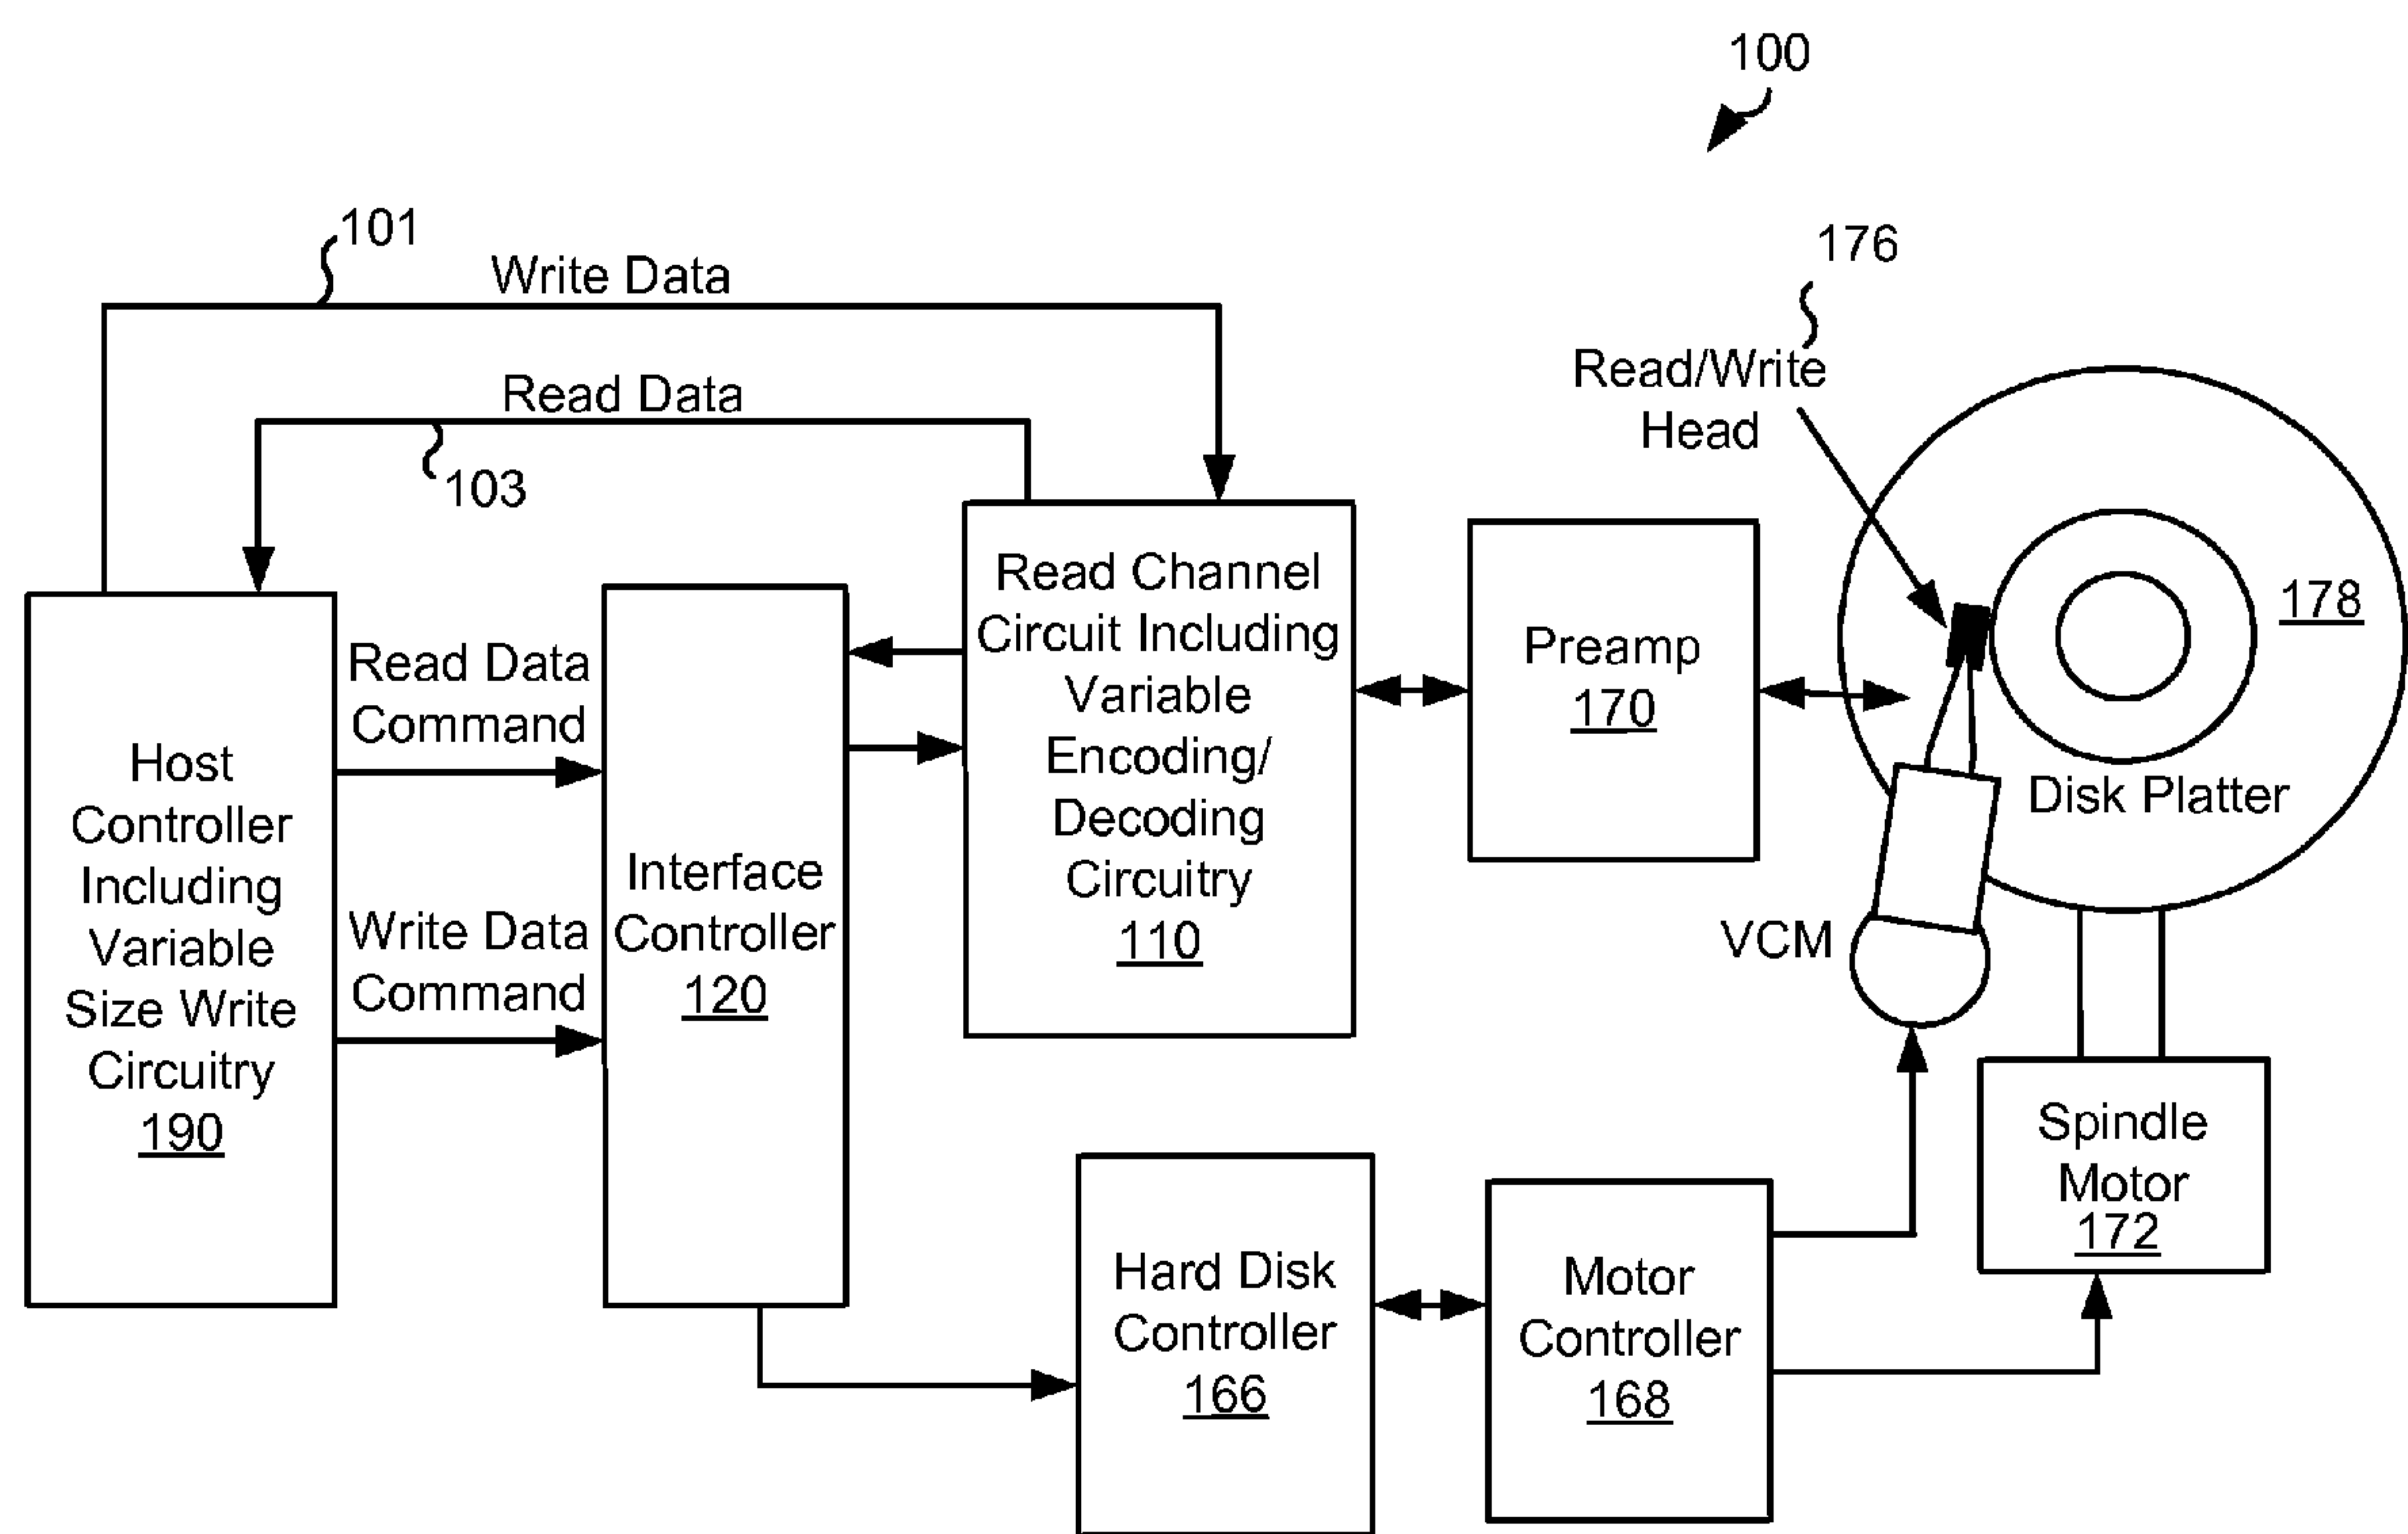 100
101
Write Data
176
Read/Write
Head
Read Data
103
Host
Controller
Including
Variable
Size Write
Circuitry
190
Read Data
Command
Write Data
Command
Interface
Controller
120
Read Channel
Circuit Including
Variable
Encoding/
Decoding
Circuitry
110
Preamp
170
178
Disk Platter
VCM
Spindle
Motor
172
Hard Disk
Controller
166
Motor
Controller
168